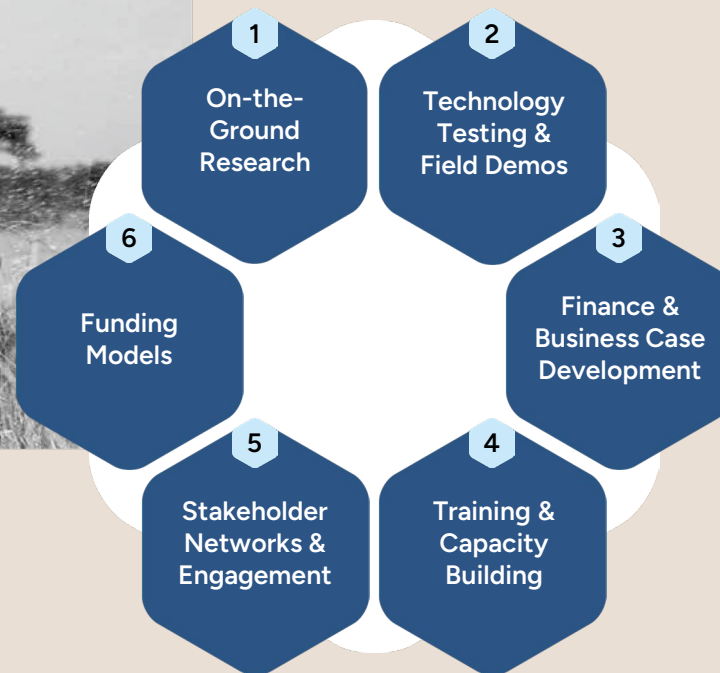 1
On-the-
Ground
Research
2
Technology
Testing &
Field Demos
3
Finance &
Business Case
Development
4
Training &
Capacity
Building
5
Stakeholder
Networks &
Engagement
6
Funding
Models